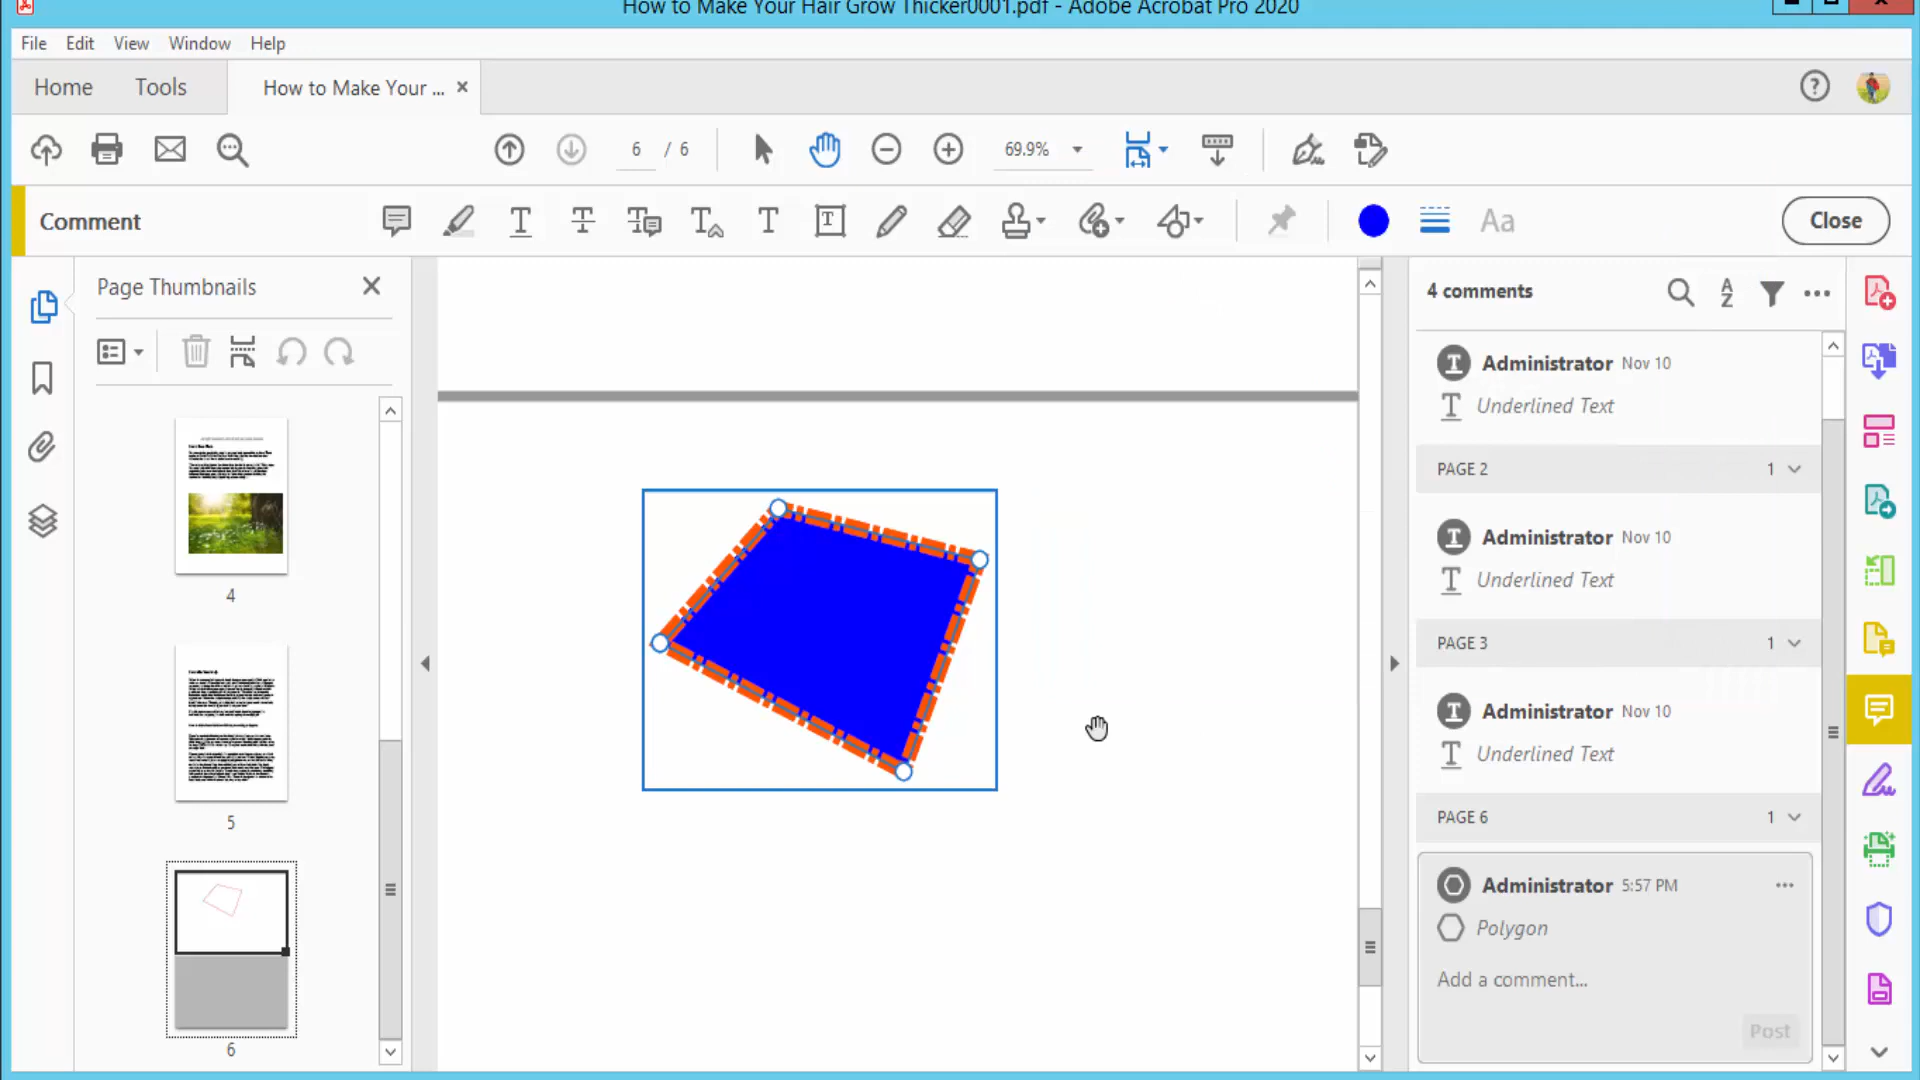 How to Make Your Hair Grow Thicker0001.pdf - Adobe Acrobat Pro 2020
File Edit View Window Help
Home Tools How to Make Your ...
6 / 6 69.9%
Comment
Aa
Close
Page Thumbnails
4
5
6
4 comments
Administrator Nov 10
Underlined Text
PAGE 2 1
Administrator Nov 10
Underlined Text
PAGE 3 1
Administrator Nov 10
Underlined Text
PAGE 6 1
Administrator 5:57 PM
Polygon
Add a comment...
Post